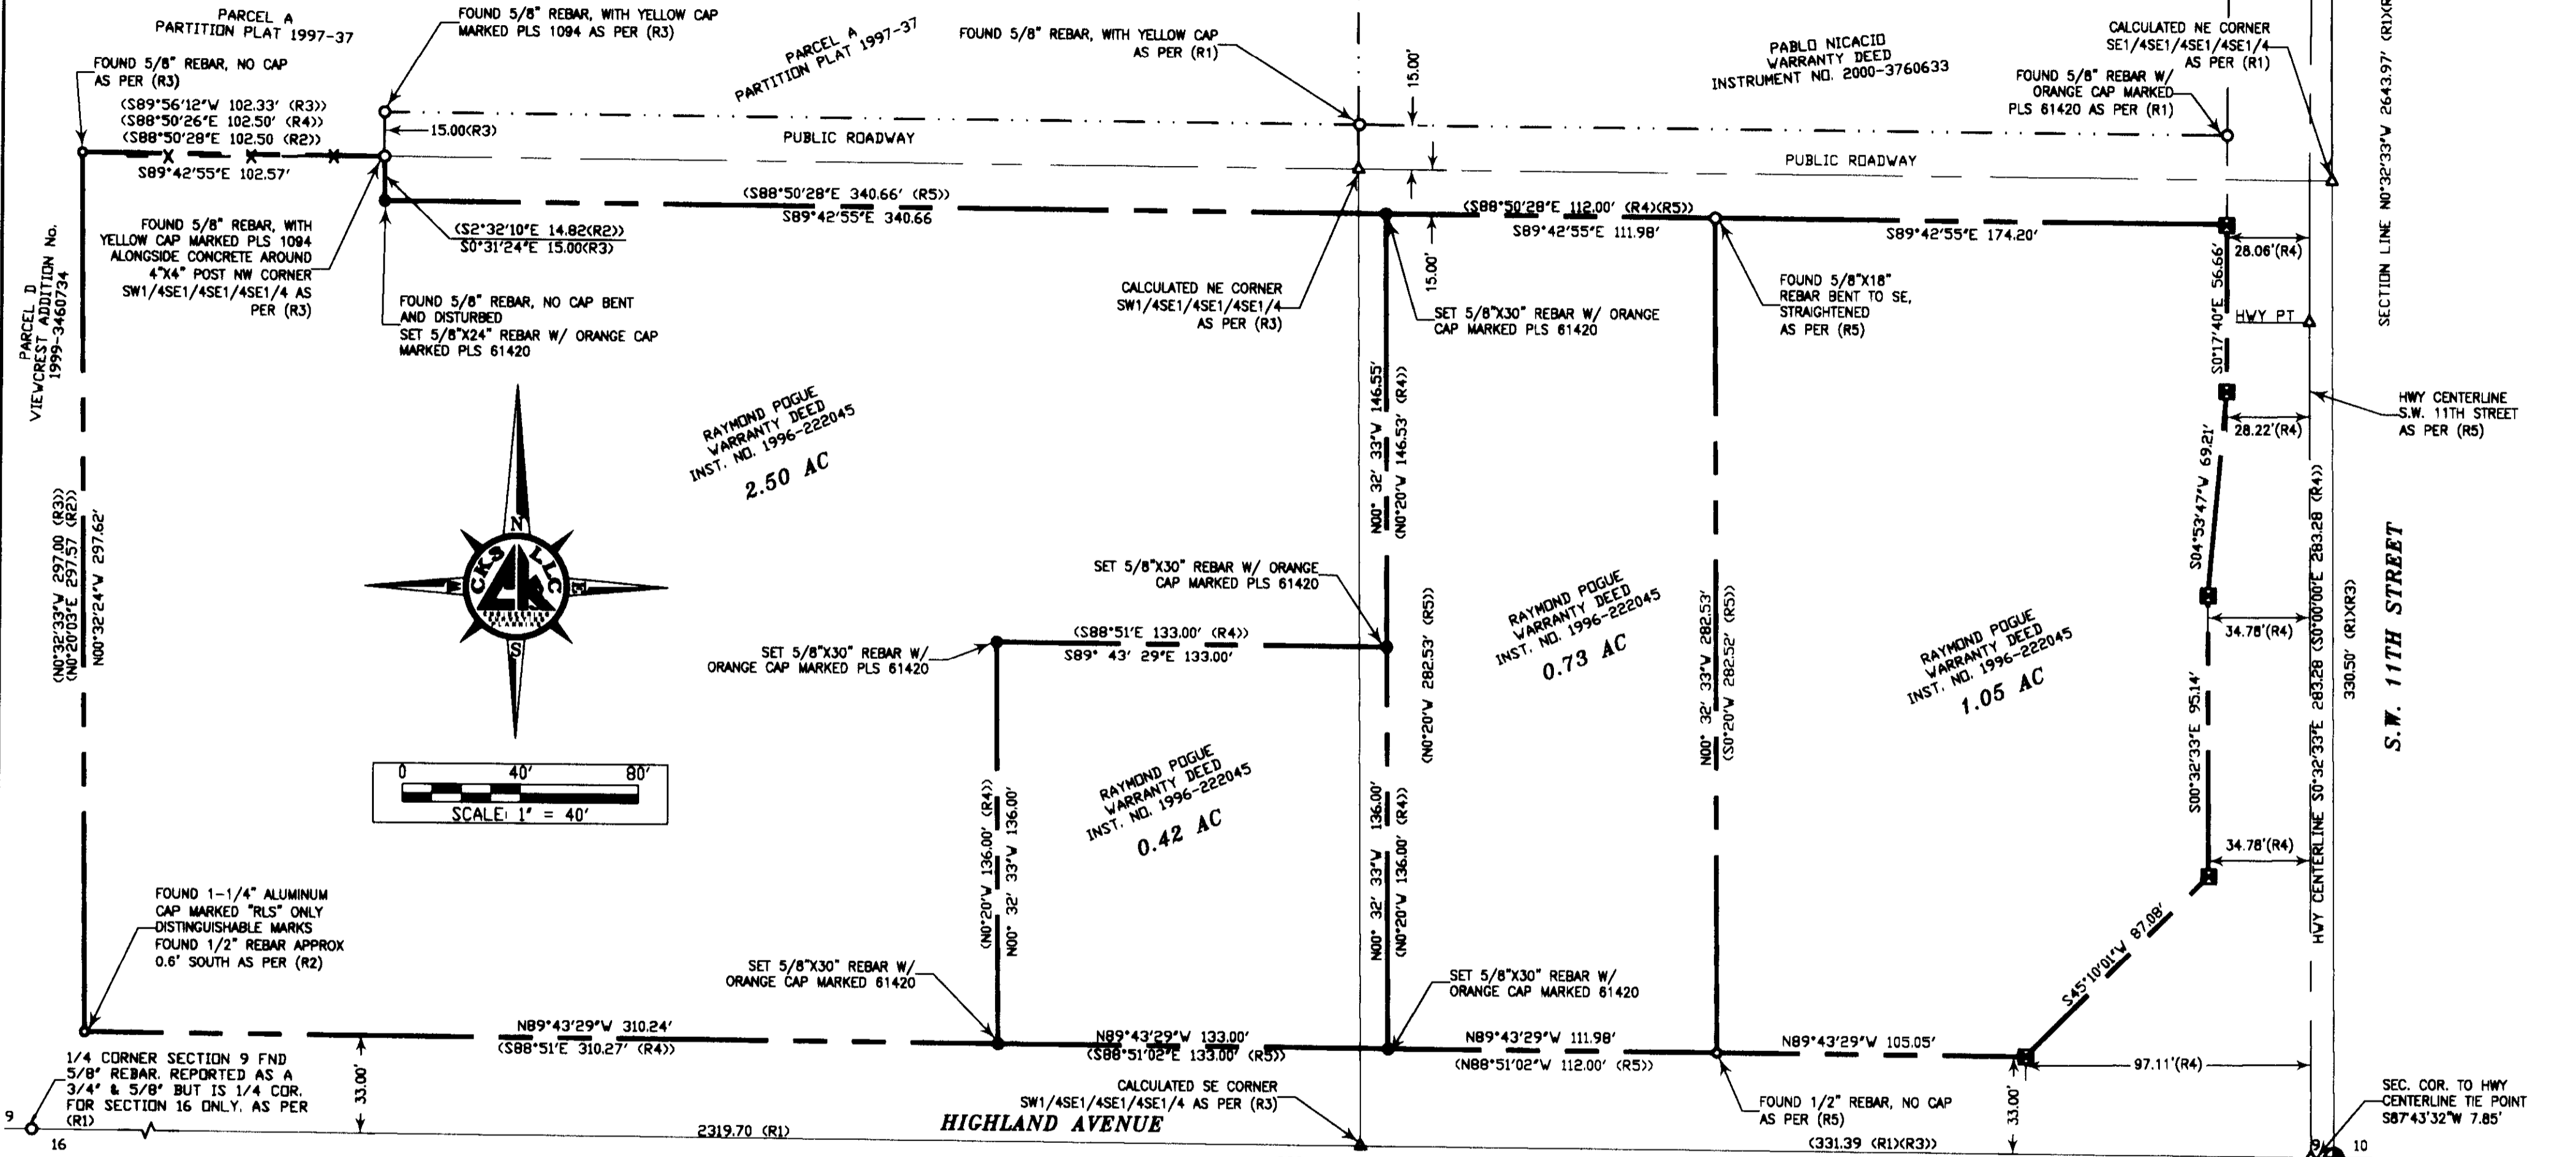 PARCEL A
PARTITION PLAT 1997-37
FOUND 5/8" REBAR, WITH YELLOW CAP
MARKED PLS 1094 AS PER (R3)
PARCEL A
PARTITION PLAT 1997-37
FOUND 5/8" REBAR, WITH YELLOW CAP
AS PER (R1)
15.00'
PABLO NICACIO
WARRANTY DEED
INSTRUMENT NO. 2000-3760633
CALCULATED NE CORNER
SE1/4SE1/4SE1/4SE1/4
AS PER (R1)
FOUND 5/8" REBAR W/
ORANGE CAP MARKED
PLS 61420 AS PER (R1)
FOUND 5/8" REBAR, NO CAP
AS PER (R3)
(S89°56'12"W 102.33' (R3))
(S88°50'26"E 102.50' (R4))
(S88°50'28"E 102.50 (R2))
S89°42'55"E 102.57'
15.00(R3)
PUBLIC ROADWAY
PUBLIC ROADWAY
(S88°50'28"E 340.66' (R5))
S89°42'55"E 340.66
(S88°50'28"E 112.00' (R4)(R5))
S89°42'55"E 111.98'
S89°42'55"E 174.20'
28.06'(R4)
FOUND 5/8" REBAR, WITH
YELLOW CAP MARKED PLS 1094
ALONGSIDE CONCRETE AROUND
4"X4" POST NW CORNER
SW1/4SE1/4SE1/4SE1/4 AS
PER (R3)
(S2°32'10"E 14.82(R2))
S0°31'24"E 15.00(R3)
FOUND 5/8" REBAR, NO CAP BENT
AND DISTURBED
SET 5/8"X24" REBAR W/ ORANGE CAP
MARKED PLS 61420
CALCULATED NE CORNER
SW1/4SE1/4SE1/4SE1/4
AS PER (R3)
15.00'
SET 5/8"X30" REBAR W/ ORANGE
CAP MARKED PLS 61420
FOUND 5/8"X18"
REBAR BENT TO SE,
STRAIGHTENED
AS PER (R5)
S0°17'40"E 56.66'
HWY PT
SECTION LINE N0°32'33"W 2643.97'
PARCEL D
VIEWCREST ADDITION No.
1999-3460734
HWY CENTERLINE
S.W. 11TH STREET
AS PER (R5)
28.22'(R4)
RAYMOND POGUE
WARRANTY DEED
INST. NO. 1996-222045
2.50 AC
N00° 32' 33"W 146.55'
(N0°20'W 146.53' (R4))
S04°53'47"W 69.21'
(N0°32'33"W 297.00 (R3))
(N0°20'03"E 297.57 (R2))
N00°32'24"W 297.62'
N
W
E
S
CKS LLC
ENGINEERING
SURVEYING
PLANNING
SET 5/8"X30" REBAR W/ ORANGE
CAP MARKED PLS 61420
(S88°51'E 133.00' (R4))
S89° 43' 29"E 133.00'
SET 5/8"X30" REBAR W/
ORANGE CAP MARKED PLS 61420
(N0°20'W 282.53' (R5))
RAYMOND POGUE
WARRANTY DEED
INST. NO. 1996-222045
0.73 AC
N00° 32' 33"W 282.53'
(S0°20'W 282.52' (R5))
RAYMOND POGUE
WARRANTY DEED
INST. NO. 1996-222045
1.05 AC
34.78'(R4)
S00°32'33"E 95.14'
34.78'(R4)
HWY CENTERLINE S0°32'33"E 283.28 (S0°00'00"E 283.28 (R4))
330.50' (R1)(R3)
S.W. 11TH STREET
0 40' 80'
SCALE: 1" = 40'
RAYMOND POGUE
WARRANTY DEED
INST. NO. 1996-222045
0.42 AC
(N0°20'W 136.00' (R4))
N00° 32' 33"W 136.00'
N00° 32' 33"W 136.00'
(N0°20'W 136.00' (R4))
FOUND 1-1/4" ALUMINUM
CAP MARKED "RLS" ONLY
DISTINGUISHABLE MARKS
FOUND 1/2" REBAR APPROX
0.6' SOUTH AS PER (R2)
SET 5/8"X30" REBAR W/
ORANGE CAP MARKED 61420
SET 5/8"X30" REBAR W/
ORANGE CAP MARKED 61420
S45°10'01"W 87.08'
N89°43'29"W 310.24'
(S88°51'E 310.27' (R4))
N89°43'29"W 133.00'
(S88°51'02"E 133.00' (R5))
N89°43'29"W 111.98'
(N88°51'02"W 112.00' (R5))
N89°43'29"W 105.05'
97.11'(R4)
1/4 CORNER SECTION 9 FND
5/8" REBAR. REPORTED AS A
3/4" & 5/8" BUT IS 1/4 COR.
FOR SECTION 16 ONLY. AS PER
(R1)
33.00'
CALCULATED SE CORNER
SW1/4SE1/4SE1/4SE1/4 AS PER (R3)
FOUND 1/2" REBAR, NO CAP
AS PER (R5)
33.00'
SEC. COR. TO HWY
CENTERLINE TIE POINT
S87°43'32"W 7.85'
9
16
2319.70 (R1)
HIGHLAND AVENUE
(331.39 (R1)(R3))
9
10